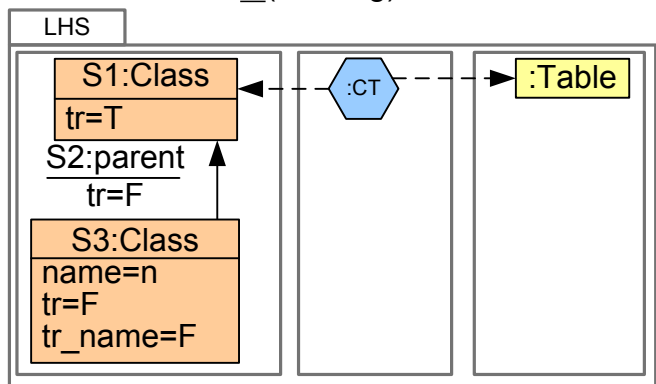 LHS
S1:Class
tr=T
:CT
:Table
S2:parent
tr=F
S3:Class
name=n
tr=F
tr_name=F